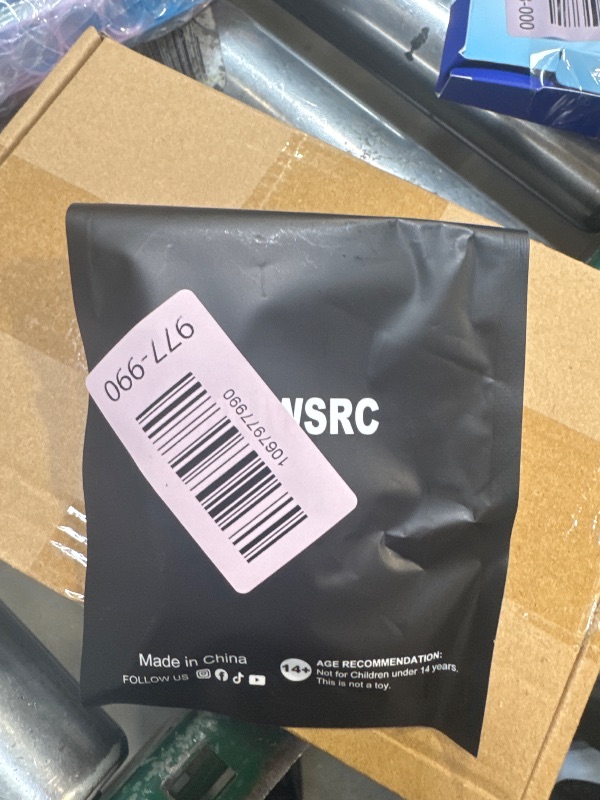 -000
977-990
1067977990
WSRC
Made in China
FOLLOW US
14+
AGE RECOMMENDATION:
Not for Children under 14 years.
This is not a toy.